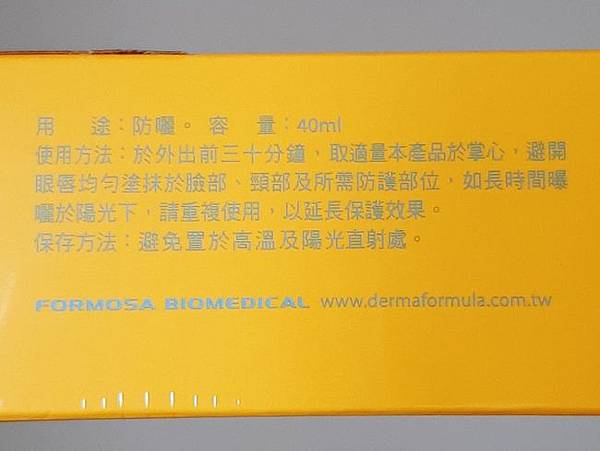 用　途：防曬。 容　量：40ml
使用方法：於外出前三十分鐘，取適量本產品於掌心，避開
眼唇均勻塗抹於臉部、頸部及所需防護部位，如長時間曝
曬於陽光下，請重複使用，以延長保護效果。
保存方法：避免置於高溫及陽光直射處。
FORMOSA BIOMEDICAL www.dermaformula.com.tw